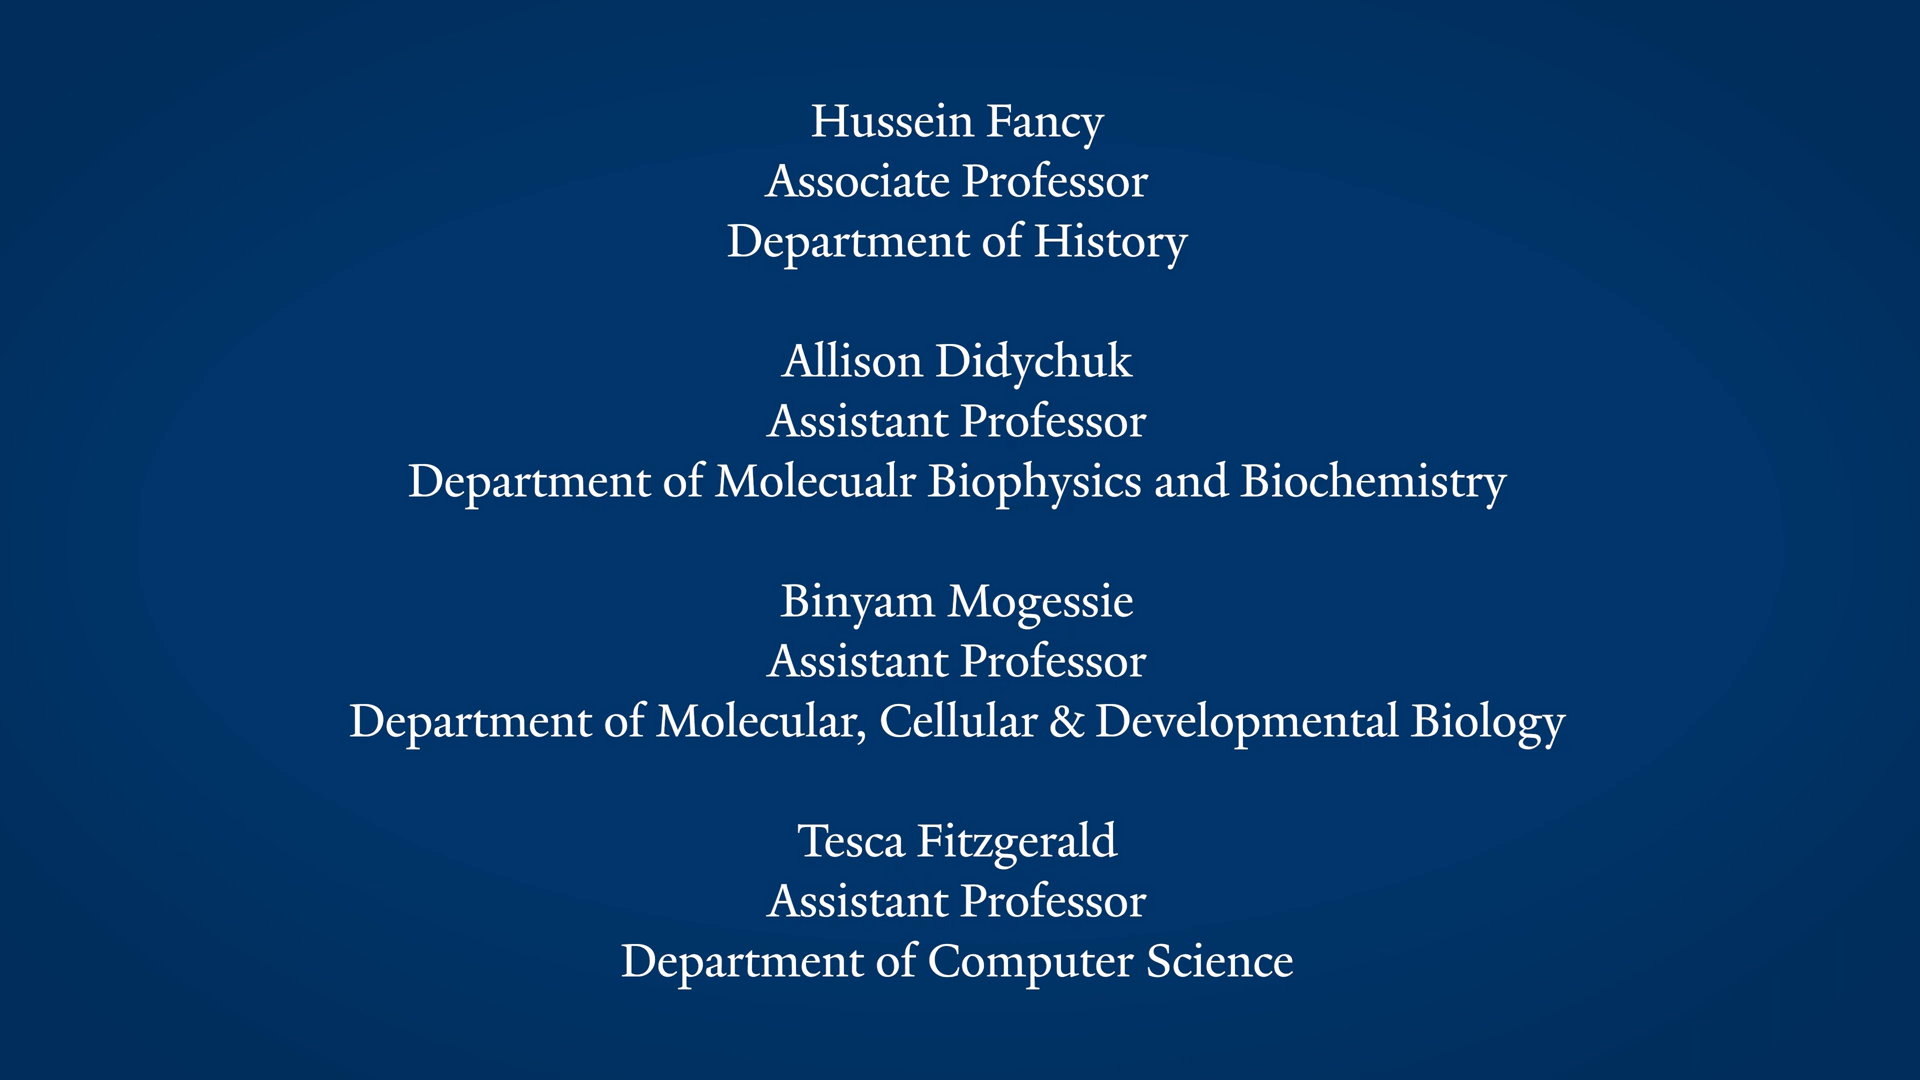 Hussein Fancy
Associate Professor
Department of History
Allison Didychuk
Assistant Professor
Department of Molecualr Biophysics and Biochemistry
Binyam Mogessie
Assistant Professor
Department of Molecular, Cellular & Developmental Biology
Tesca Fitzgerald
Assistant Professor
Department of Computer Science